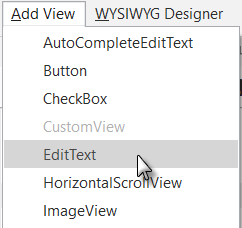 Add View WYSIWYG Designer
AutoCompleteEditText
Button
CheckBox
CustomView
EditText
HorizontalScrollView
ImageView